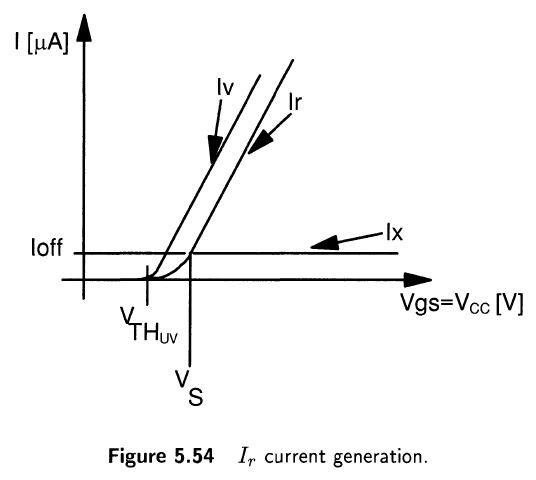 I [μA]
Iv
Ir
Ioff
Ix
Vgs=VCC [V]
VTHUV
VS
Figure 5.54 Ir current generation.